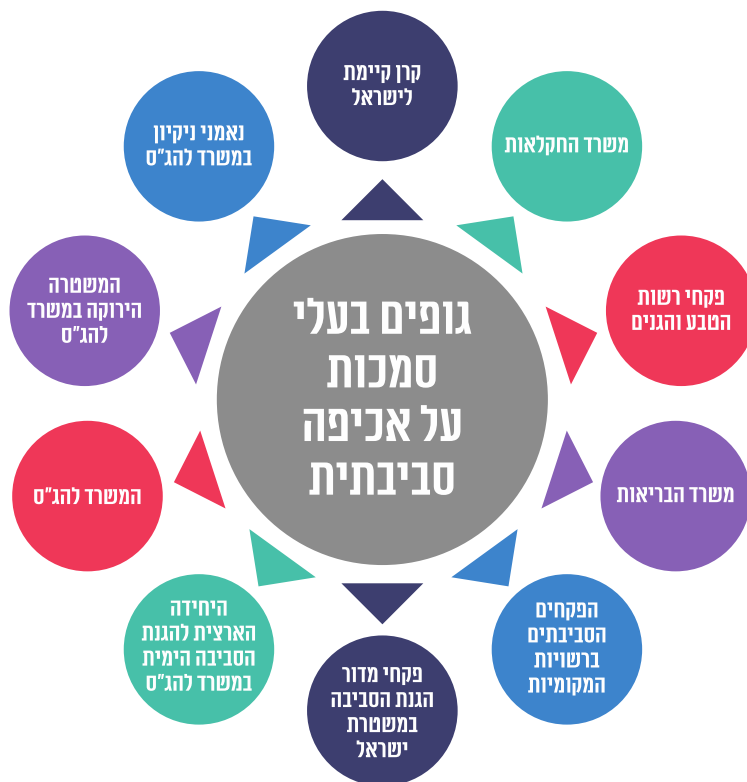 גופים בעלי
סמכות
על אכיפה
סביבתית
קרן קיימת
לישראל
משרד החקלאות
פקחי רשות
הטבע והגנים
משרד הבריאות
הפקחים
הסביבתים
ברשויות
המקומיות
פקחי מדור
הגנת הסביבה
במשטרת
ישראל
היחידה
הארצית להגנת
הסביבה הימית
במשרד להג"ס
המשרד להג"ס
המשטרה
הירוקה במשרד
להג"ס
נאמני ניקיון
במשרד להג"ס